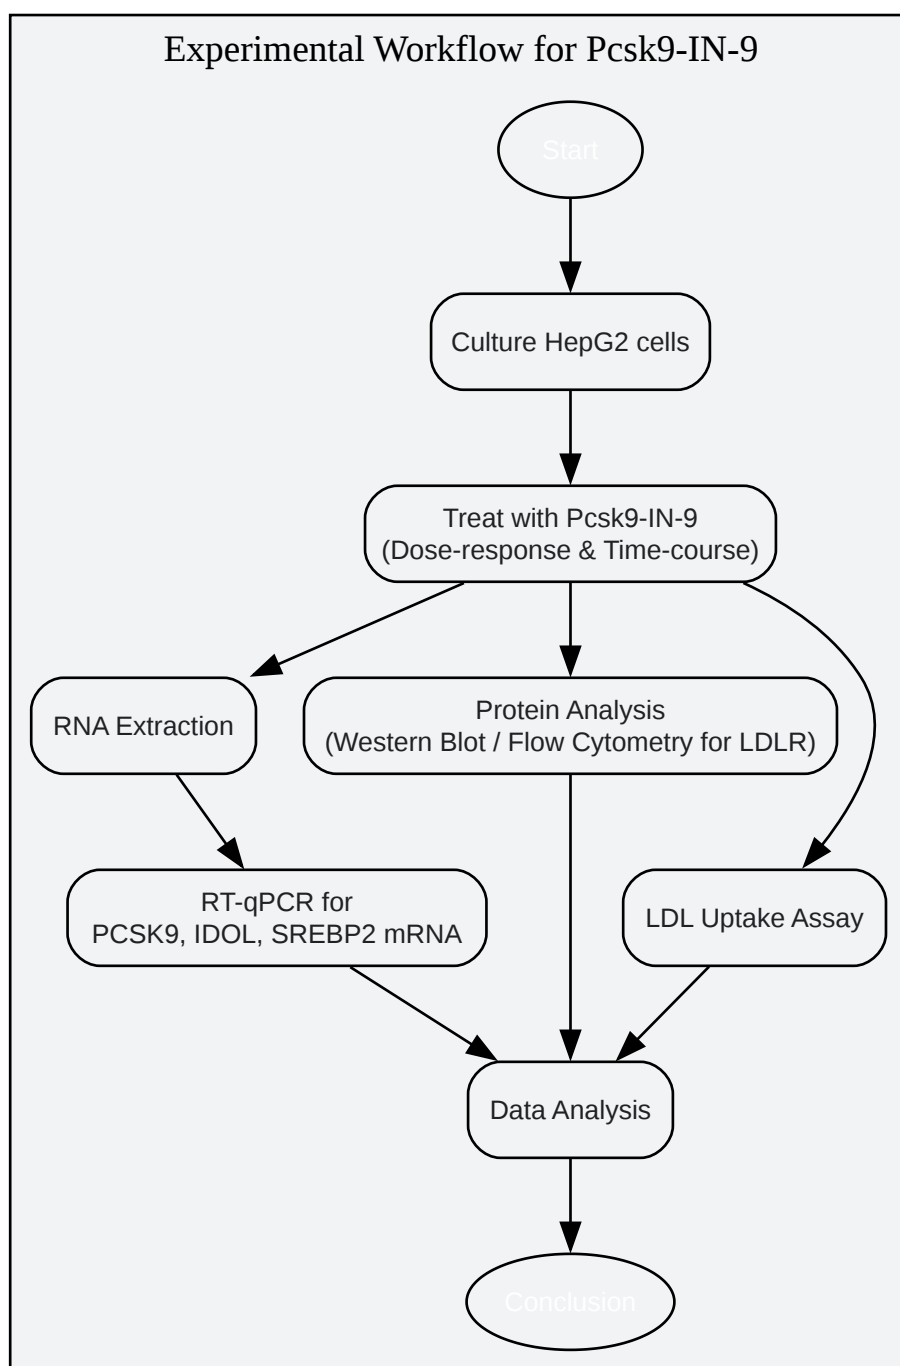 Experimental Workflow for Pcsk9-IN-9
Start
Culture HepG2 cells
Treat with Pcsk9-IN-9
(Dose-response & Time-course)
RNA Extraction
Protein Analysis
(Western Blot / Flow Cytometry for LDLR)
RT-qPCR for
PCSK9, IDOL, SREBP2 mRNA
LDL Uptake Assay
Data Analysis
Conclusion